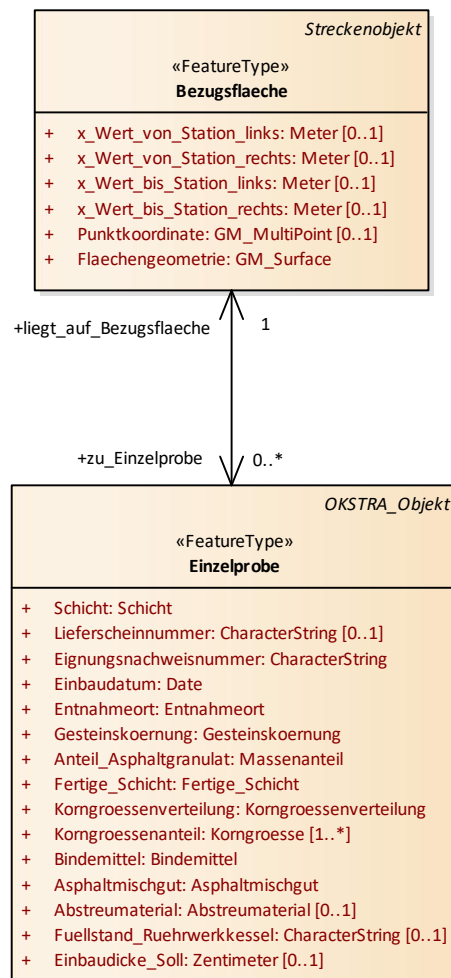 Streckenobjekt
«FeatureType»
Bezugsflaeche
+ x_Wert_von_Station_links: Meter [0..1]
+ x_Wert_von_Station_rechts: Meter [0..1]
+ x_Wert_bis_Station_links: Meter [0..1]
+ x_Wert_bis_Station_rechts: Meter [0..1]
+ Punktkoordinate: GM_MultiPoint [0..1]
+ Flaechengeometrie: GM_Surface
+liegt_auf_Bezugsflaeche 1
+zu_Einzelprobe 0..*
OKSTRA_Objekt
«FeatureType»
Einzelprobe
+ Schicht: Schicht
+ Lieferscheinnummer: CharacterString [0..1]
+ Eignungsnachweisnummer: CharacterString
+ Einbaudatum: Date
+ Entnahmeort: Entnahmeort
+ Gesteinskoernung: Gesteinskoernung
+ Anteil_Asphaltgranulat: Massenanteil
+ Fertige_Schicht: Fertige_Schicht
+ Korngroessenverteilung: Korngroessenverteilung
+ Korngroessenanteil: Korngroesse [1..*]
+ Bindemittel: Bindemittel
+ Asphaltmischgut: Asphaltmischgut
+ Abstreumaterial: Abstreumaterial [0..1]
+ Fuellstand_Ruehrwerkkessel: CharacterString [0..1]
+ Einbaudicke_Soll: Zentimeter [0..1]